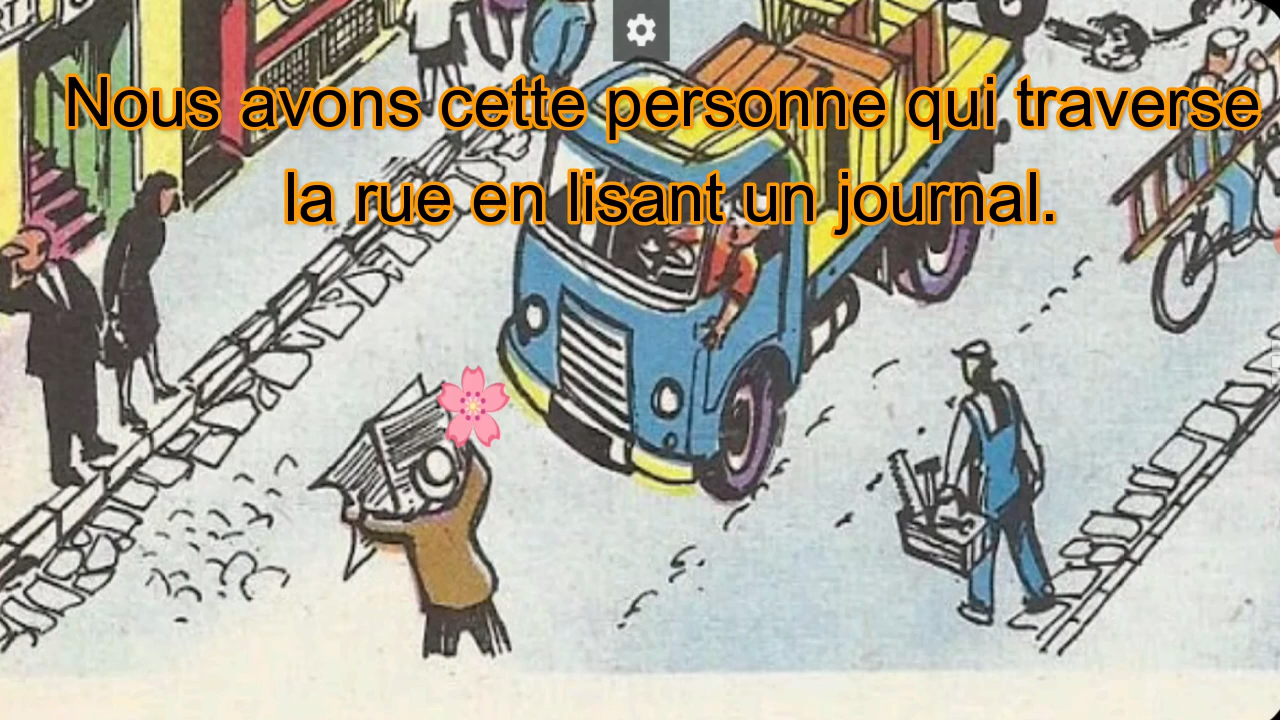 Nous avons cette personne qui traverse
la rue en lisant un journal.